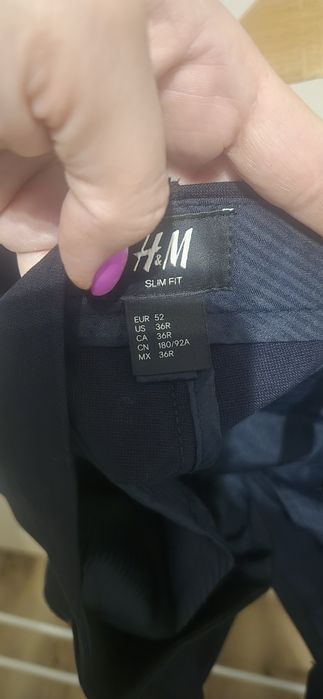 H&M
SLIM FIT
EUR 52
US 36R
CA 36R
CN 180/92A
MX 36R